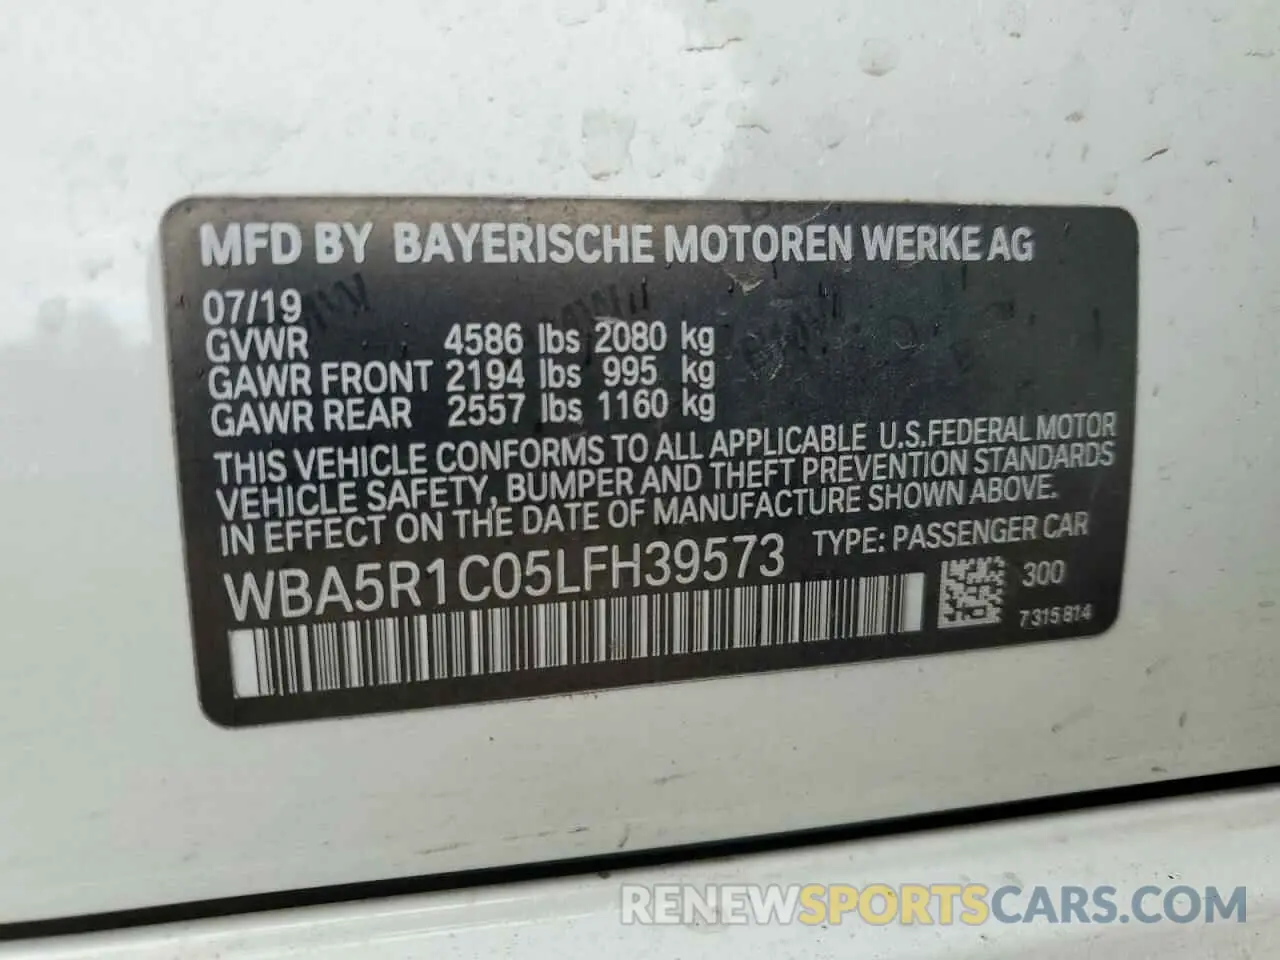 MFD BY BAYERISCHE MOTOREN WERKE AG
07/19
GVWR 4586 lbs 2080 kg
GAWR FRONT 2194 lbs 995 kg
GAWR REAR 2557 lbs 1160 kg
THIS VEHICLE CONFORMS TO ALL APPLICABLE U.S.FEDERAL MOTOR
VEHICLE SAFETY, BUMPER AND THEFT PREVENTION STANDARDS
IN EFFECT ON THE DATE OF MANUFACTURE SHOWN ABOVE.
WBA5R1C05LFH39573 TYPE: PASSENGER CAR
300
7 315 814
RENEWSPORTSCARS.COM